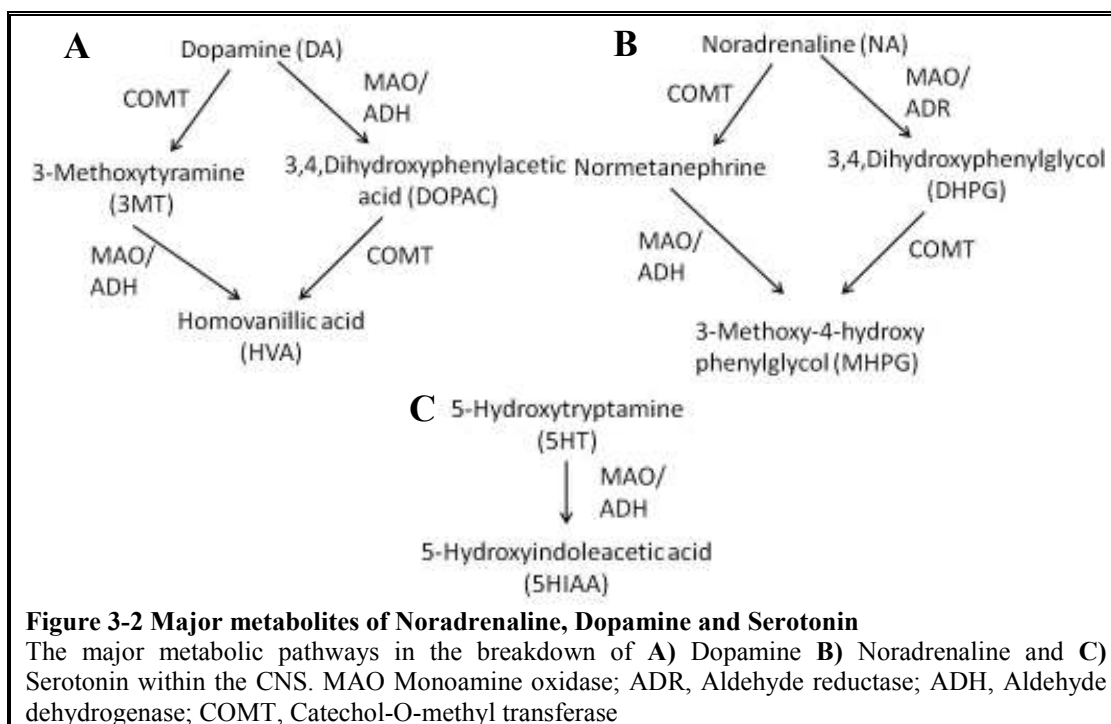 A
Dopamine (DA)
COMT
MAO/
ADH
3-Methoxytyramine
(3MT)
3,4,Dihydroxyphenylacetic
acid (DOPAC)
MAO/
ADH
COMT
Homovanillic acid
(HVA)
B
Noradrenaline (NA)
COMT
MAO/
ADR
Normetanephrine
3,4,Dihydroxyphenylglycol
(DHPG)
MAO/
ADH
COMT
3-Methoxy-4-hydroxy
phenylglycol (MHPG)
C
5-Hydroxytryptamine
(5HT)
MAO/
ADH
5-Hydroxyindoleacetic acid
(5HIAA)
Figure 3-2 Major metabolites of Noradrenaline, Dopamine and Serotonin
The major metabolic pathways in the breakdown of A) Dopamine B) Noradrenaline and C)
Serotonin within the CNS. MAO Monoamine oxidase; ADR, Aldehyde reductase; ADH, Aldehyde
dehydrogenase; COMT, Catechol-O-methyl transferase